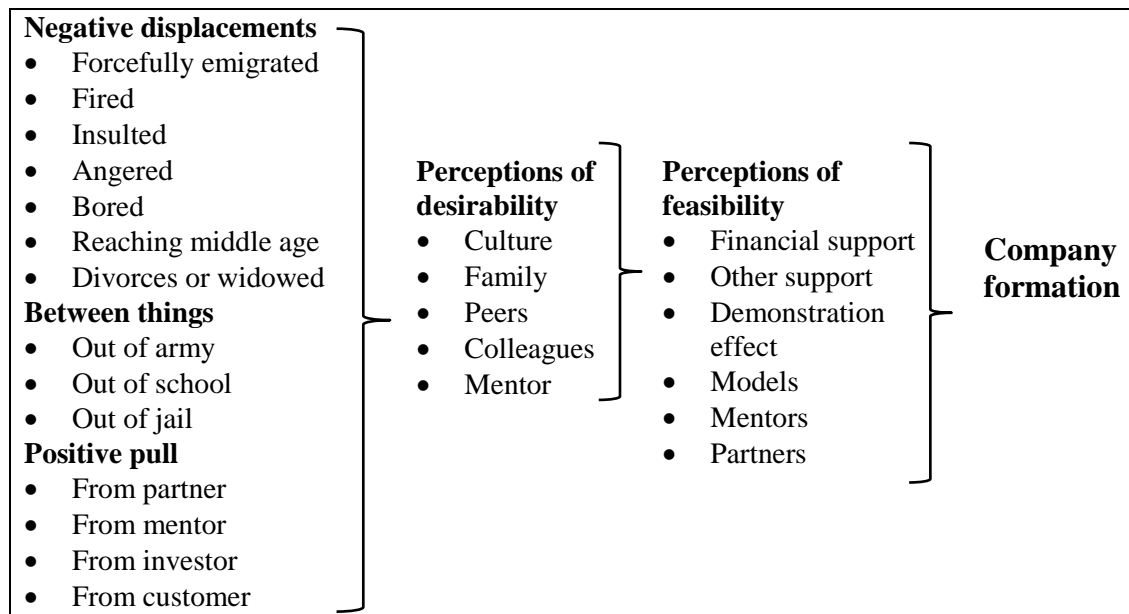 Negative displacements
• Forcefully emigrated
• Fired
• Insulted
• Angered
• Bored
• Reaching middle age
• Divorces or widowed
Between things
• Out of army
• Out of school
• Out of jail
Positive pull
• From partner
• From mentor
• From investor
• From customer
Perceptions of
desirability
• Culture
• Family
• Peers
• Colleagues
• Mentor
Perceptions of
feasibility
• Financial support
• Other support
• Demonstration
effect
• Models
• Mentors
• Partners
Company
formation